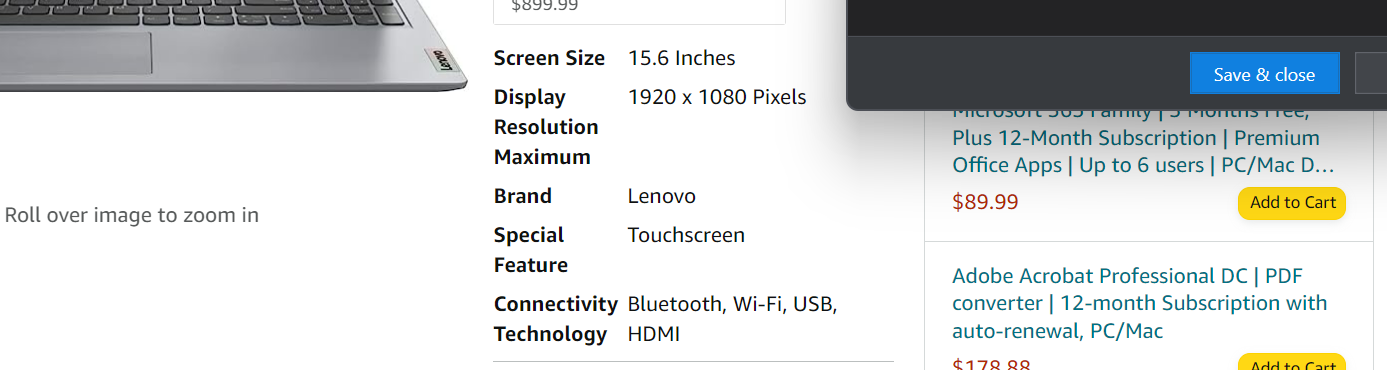 $899.99
Lenovo
Screen Size 15.6 Inches
Display 1920 x 1080 Pixels
Resolution
Maximum
Brand Lenovo
Special Touchscreen
Feature
Connectivity Bluetooth, Wi-Fi, USB,
Technology HDMI
Roll over image to zoom in
Save & close
Microsoft 365 Family | 3 Months Free,
Plus 12-Month Subscription | Premium
Office Apps | Up to 6 users | PC/Mac D...
$89.99
Add to Cart
Adobe Acrobat Professional DC | PDF
converter | 12-month Subscription with
auto-renewal, PC/Mac
$178.88
Add to Cart